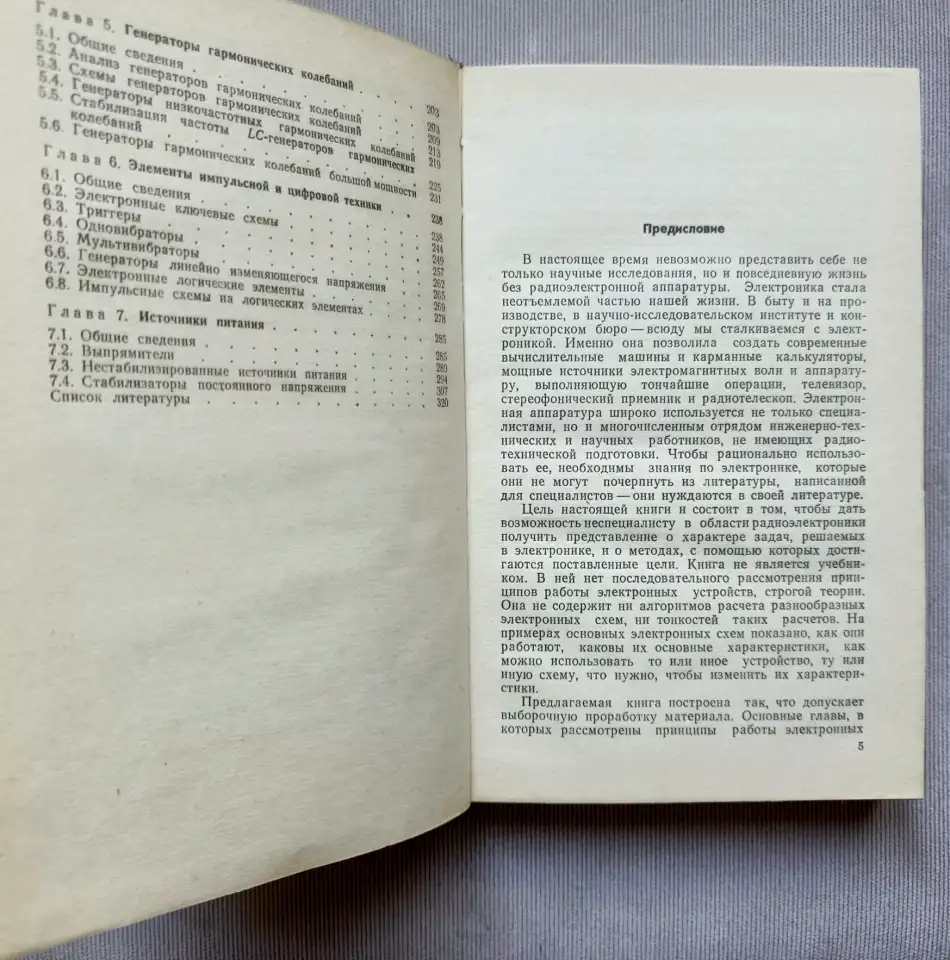 Глава 5. Генераторы гармонических колебаний . . . . 203
5.1. Общие сведения . . . . . . . . . 203
5.2. Анализ генераторов гармонических колебаний . . . 209
5.3. Схемы генераторов гармонических колебаний . . . 213
5.4. Генераторы низкочастотных гармонических колебаний 219
5.5. Стабилизация частоты LC-генераторов гармонических
колебаний . . . . . . . . . . 225
5.6. Генераторы гармонических колебаний большой мощности 231
Глава 6. Элементы импульсной и цифровой техники . . 238
6.1. Общие сведения . . . . . . . . . 238
6.2. Электронные ключевые схемы . . . . . . 244
6.3. Триггеры . . . . . . . . . . 249
6.4. Одновибраторы . . . . . . . . . 257
6.5. Мультивибраторы . . . . . . . . . 262
6.6. Генераторы линейно изменяющегося напряжения . . 265
6.7. Электронные логические элементы . . . . . 269
6.8. Импульсные схемы на логических элементах . . . 278
Глава 7. Источники питания . . . . . . . 285
7.1. Общие сведения . . . . . . . . . 285
7.2. Выпрямители . . . . . . . . . 289
7.3. Нестабилизированные источники питания . . . 294
7.4. Стабилизаторы постоянного напряжения . . . . 307
Список литературы . . . . . . . . . 320
Предисловие
В настоящее время невозможно представить себе не
только научные исследования, но и повседневную жизнь
без радиоэлектронной аппаратуры. Электроника стала
неотъемлемой частью нашей жизни. В быту и на про-
изводстве, в научно-исследовательском институте и кон-
структорском бюро — всюду мы сталкиваемся с элект-
роникой. Именно она позволила создать современные
вычислительные машины и карманные калькуляторы,
мощные источники электромагнитных волн и аппарату-
ру, выполняющую тончайшие операции, телевизор,
стереофонический приемник и радиотелескоп. Электрон-
ная аппаратура широко используется не только специа-
листами, но и многочисленным отрядом инженерно-тех-
нических и научных работников, не имеющих радио-
технической подготовки. Чтобы рационально использо-
вать ее, необходимы знания по электронике, которые
они не могут почерпнуть из литературы, написанной
для специалистов — они нуждаются в своей литературе.
Цель настоящей книги и состоит в том, чтобы дать
возможность неспециалисту в области радиоэлектроники
получить представление о характере задач, решаемых
в электронике, и о методах, с помощью которых дости-
гаются поставленные цели. Книга не является учебни-
ком. В ней нет последовательного рассмотрения прин-
ципов работы электронных устройств, строгой теории.
Она не содержит ни алгоритмов расчета разнообразных
электронных схем, ни тонкостей таких расчетов. На
примерах основных электронных схем показано, как они
работают, каковы их основные характеристики, как
можно использовать то или иное устройство, ту или
иную схему, что нужно, чтобы изменить их характери-
стики.
Предлагаемая книга построена так, что допускает
выборочную проработку материала. Основные главы, в
которых рассмотрены принципы работы электронных
5